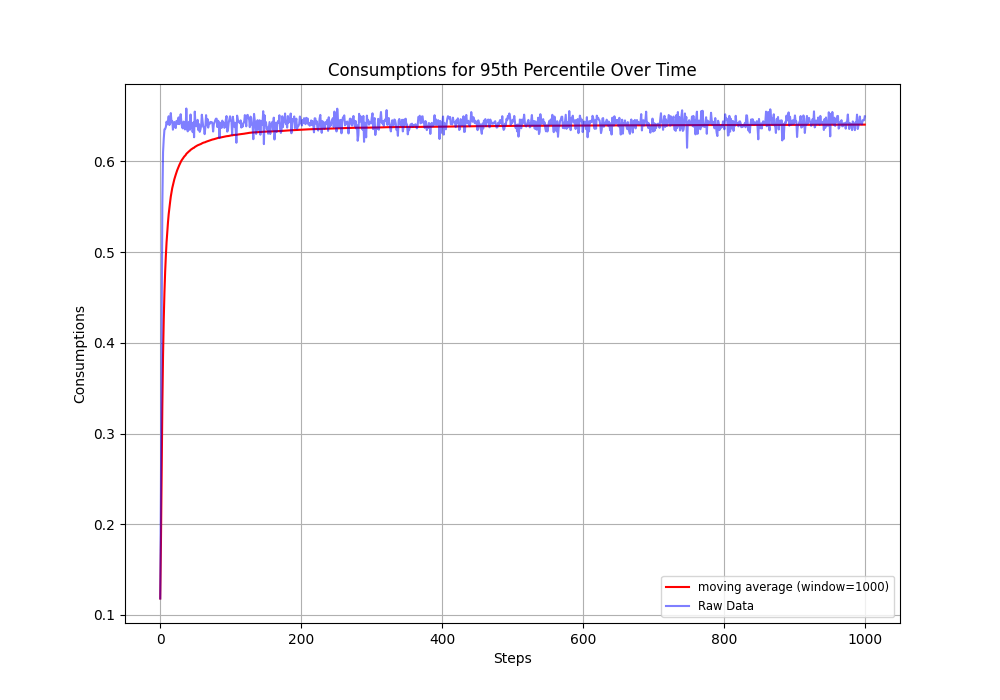 Consumptions for 95th Percentile Over Time
0.6
0.5
0.4
0.3
0.2
0.1
Consumptions
0
200
400
600
800
1000
Steps
moving average (window=1000)
Raw Data